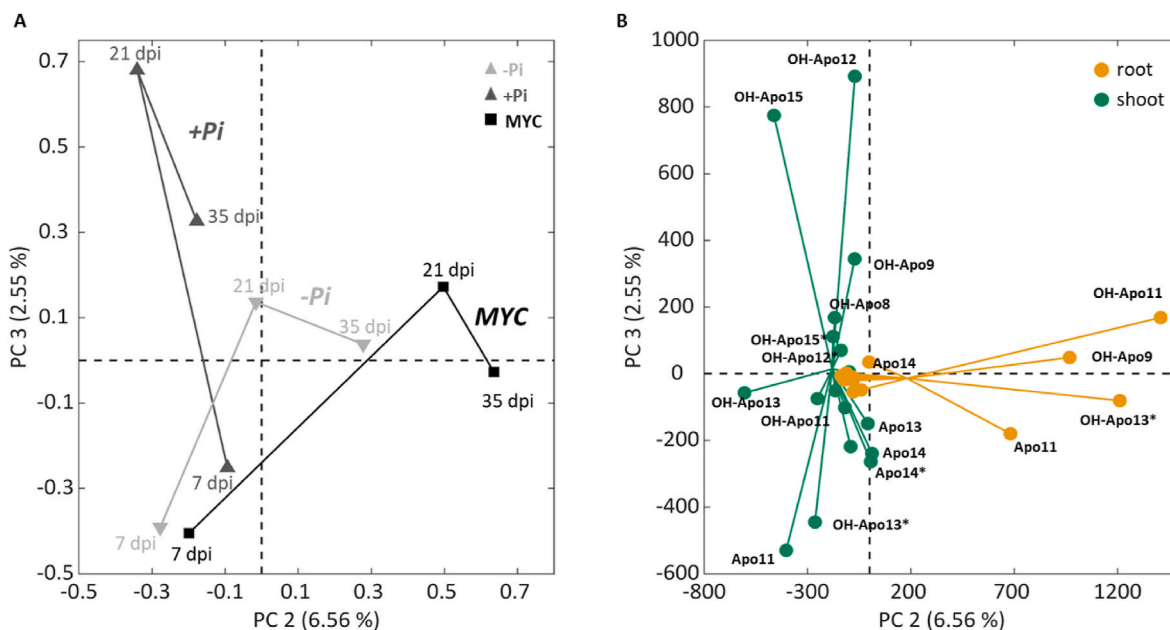 A
PC 3 (2.55 %)
0.7
0.5
0.3
0.1
-0.1
0.3
-0.5
-0.5
-0.3
-0.1
0.1
0.3
0.5
0.7
PC 2 (6.56 %)
21 dpi
+Pi
35 dpi
7 dpi
21 dpi
-Pi
35 dpi
7 dpi
21 dpi
MYC
35 dpi
7 dpi
-Pi
+Pi
MYC
B
PC 3 (2.55 %)
1000
800
600
400
200
0
-200
-400
-600
-800
-300
200
700
1200
PC 2 (6.56 %)
root
shoot
OH-Apo12
OH-Apo15
OH-Apo9
OH-Apo8
OH-Apo15*
OH-Apo12*
Apo14
OH-Apo13
OH-Apo11
Apo13
Apo14
Apo14*
OH-Apo13*
Apo11
OH-Apo11
OH-Apo9
OH-Apo13*
Apo11